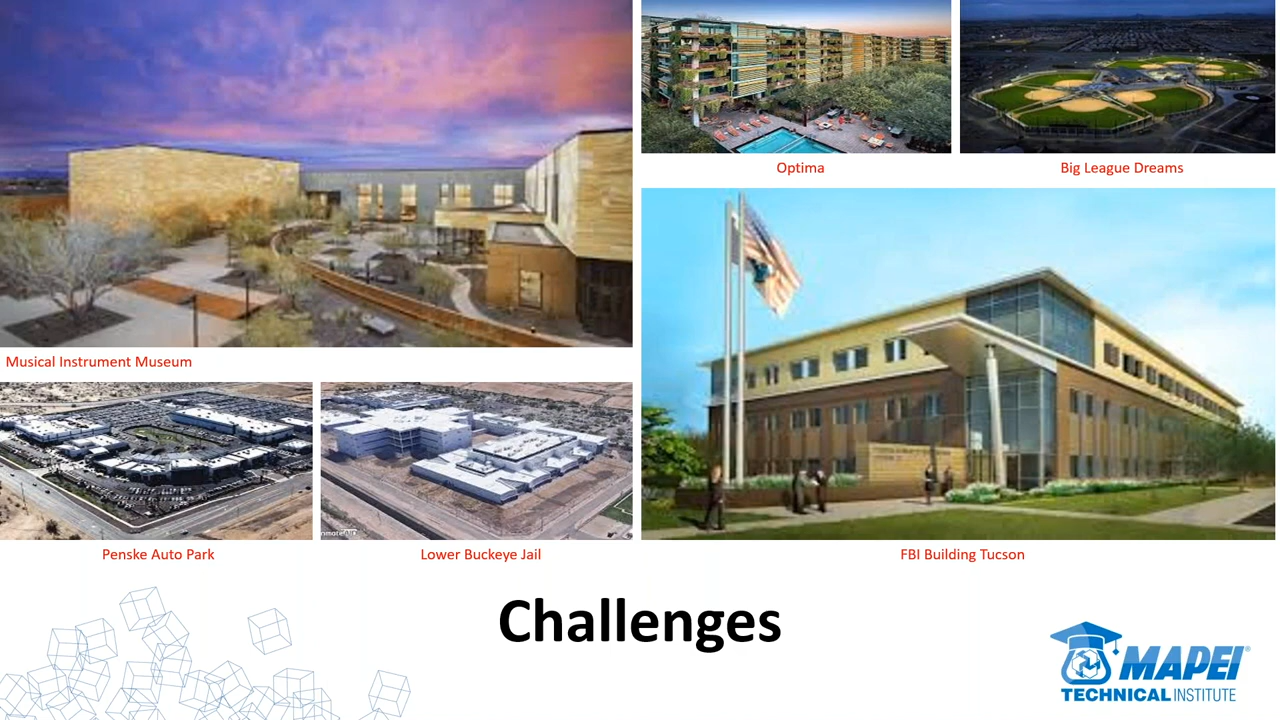 Optima
Big League Dreams
Musical Instrument Museum
Penske Auto Park
Lower Buckeye Jail
FBI Building Tucson
Challenges
MAPEI®
TECHNICAL INSTITUTE